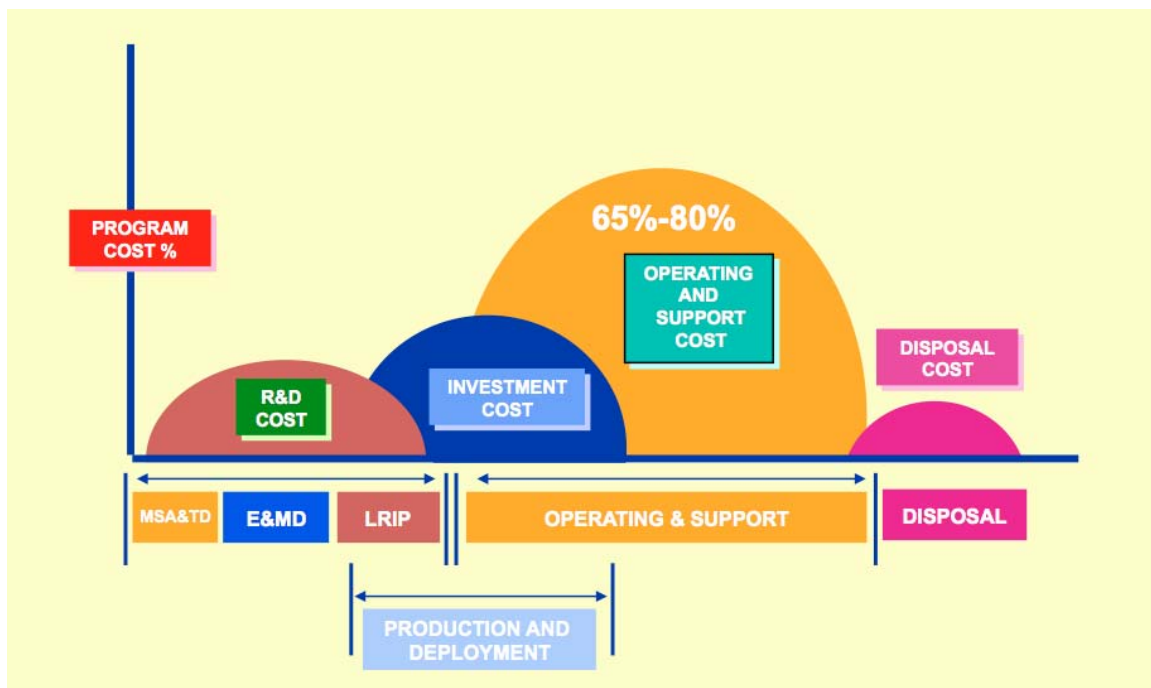 65%-80%
PROGRAM
COST %
OPERATING
AND
SUPPORT
COST
DISPOSAL
COST
R&D
COST
INVESTMENT
COST
MSA&TD
E&MD
LRIP
OPERATING & SUPPORT
DISPOSAL
PRODUCTION AND
DEPLOYMENT